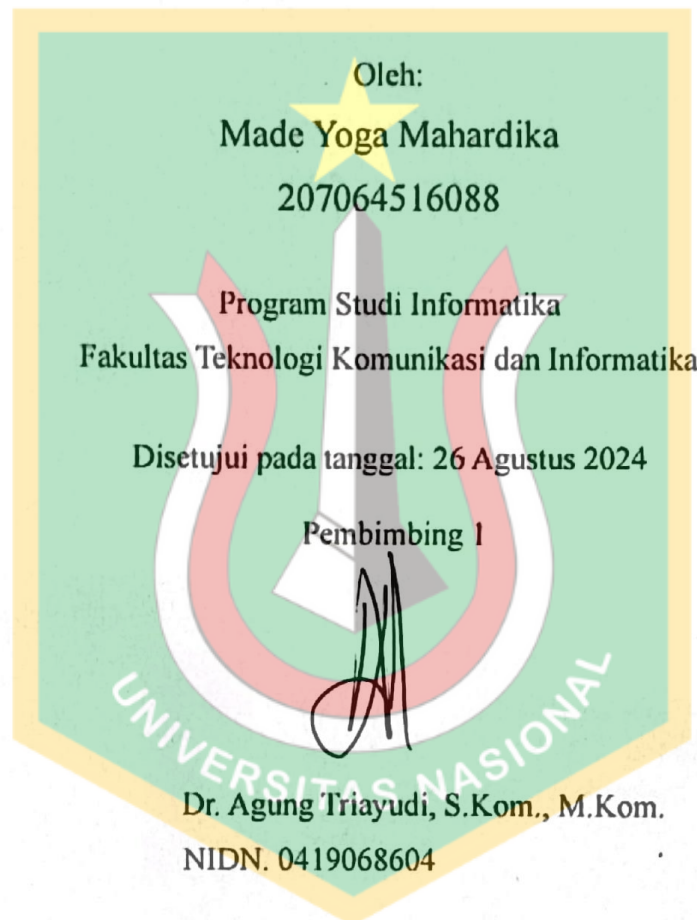 Oleh:
Made Yoga Mahardika
207064516088
Program Studi Informatika
Fakultas Teknologi Komunikasi dan Informatika
Disetujui pada tanggal: 26 Agustus 2024
Pembimbing 1
UNIVERSITAS NASIONAL
Dr. Agung Triayudi, S.Kom., M.Kom.
NIDN. 0419068604